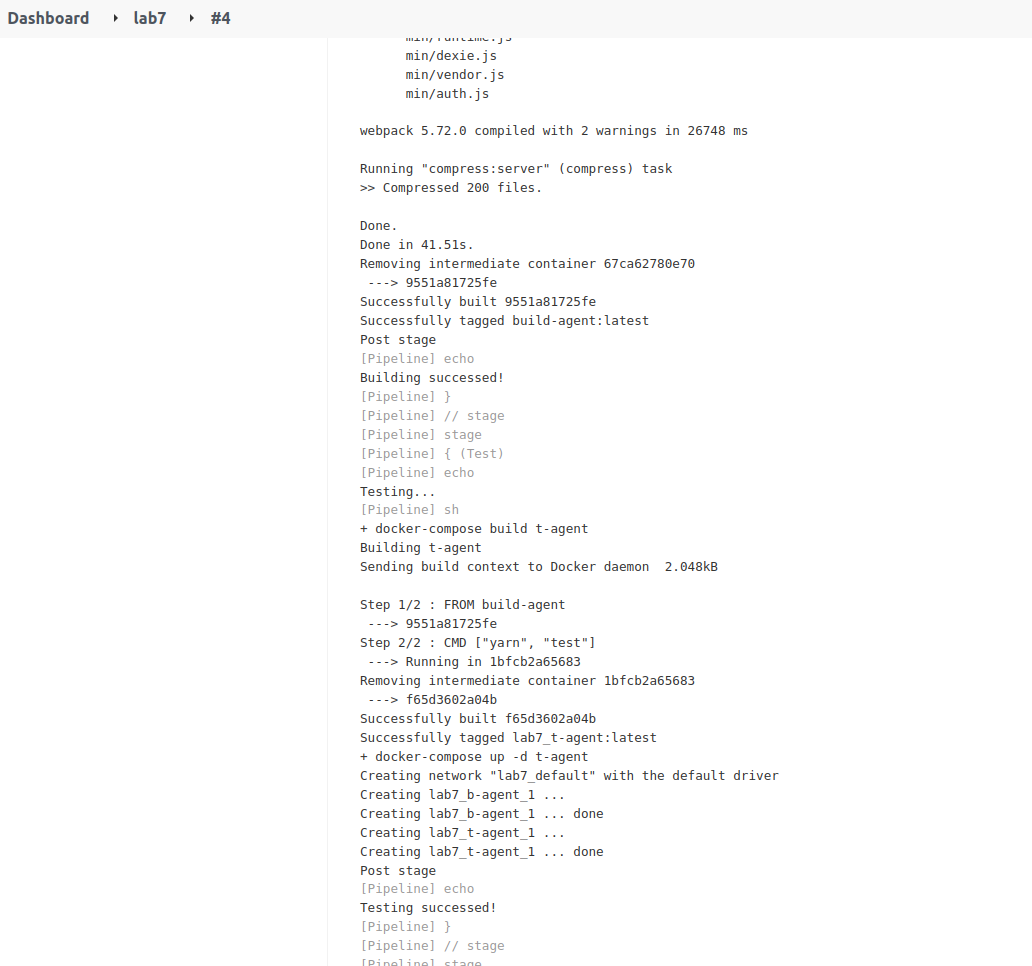 Dashboard lab7 #4
min/runtime.js
min/dexie.js
min/vendor.js
min/auth.js
webpack 5.72.0 compiled with 2 warnings in 26748 ms
Running "compress:server" (compress) task
>> Compressed 200 files.
Done.
Done in 41.51s.
Removing intermediate container 67ca62780e70
---> 9551a81725fe
Successfully built 9551a81725fe
Successfully tagged build-agent:latest
Post stage
[Pipeline] echo
Building successed!
[Pipeline] }
[Pipeline] // stage
[Pipeline] stage
[Pipeline] { (Test)
[Pipeline] echo
Testing...
[Pipeline] sh
+ docker-compose build t-agent
Building t-agent
Sending build context to Docker daemon  2.048kB
Step 1/2 : FROM build-agent
---> 9551a81725fe
Step 2/2 : CMD ["yarn", "test"]
---> Running in 1bfcb2a65683
Removing intermediate container 1bfcb2a65683
---> f65d3602a04b
Successfully built f65d3602a04b
Successfully tagged lab7_t-agent:latest
+ docker-compose up -d t-agent
Creating network "lab7_default" with the default driver
Creating lab7_b-agent_1 ...
Creating lab7_b-agent_1 ... done
Creating lab7_t-agent_1 ...
Creating lab7_t-agent_1 ... done
Post stage
[Pipeline] echo
Testing successed!
[Pipeline] }
[Pipeline] // stage
[Pipeline] stage